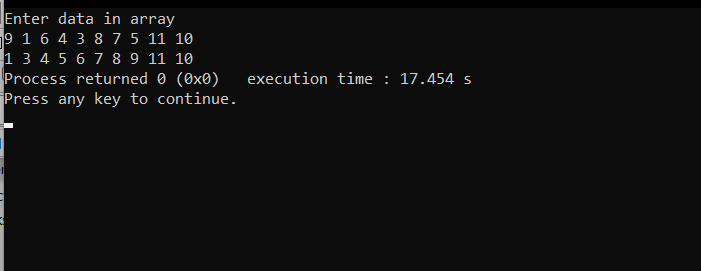 Enter data in array
9 1 6 4 3 8 7 5 11 10
1 3 4 5 6 7 8 9 11 10
Process returned 0 (0x0)   execution time : 17.454 s
Press any key to continue.